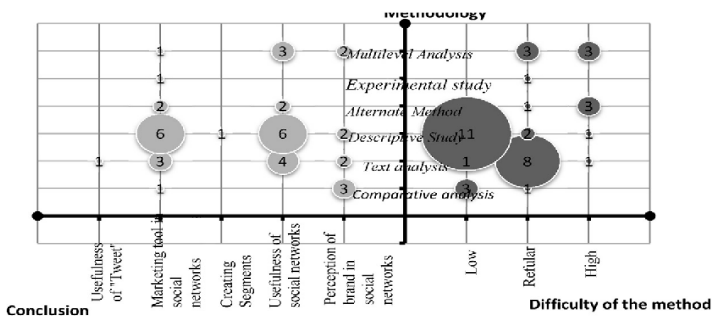 Methodology
1 3 2 Multilevel Analysis 3 3
1 Experimental study 1
2 2 Alternate Method 1 3
6 1 6 2 Descriptive Study 11 2 1
1 3 4 2 Text analysis 1 8 1
1 3 Comparative analysis 3 1
Usefulness
of "Tweet"
Marketing tool in
social
networks
Creating
Segments
Usefulness of
social networks
Perception of
brand in
social
networks
Low
Refular
High
Conclusion
Difficulty of the method